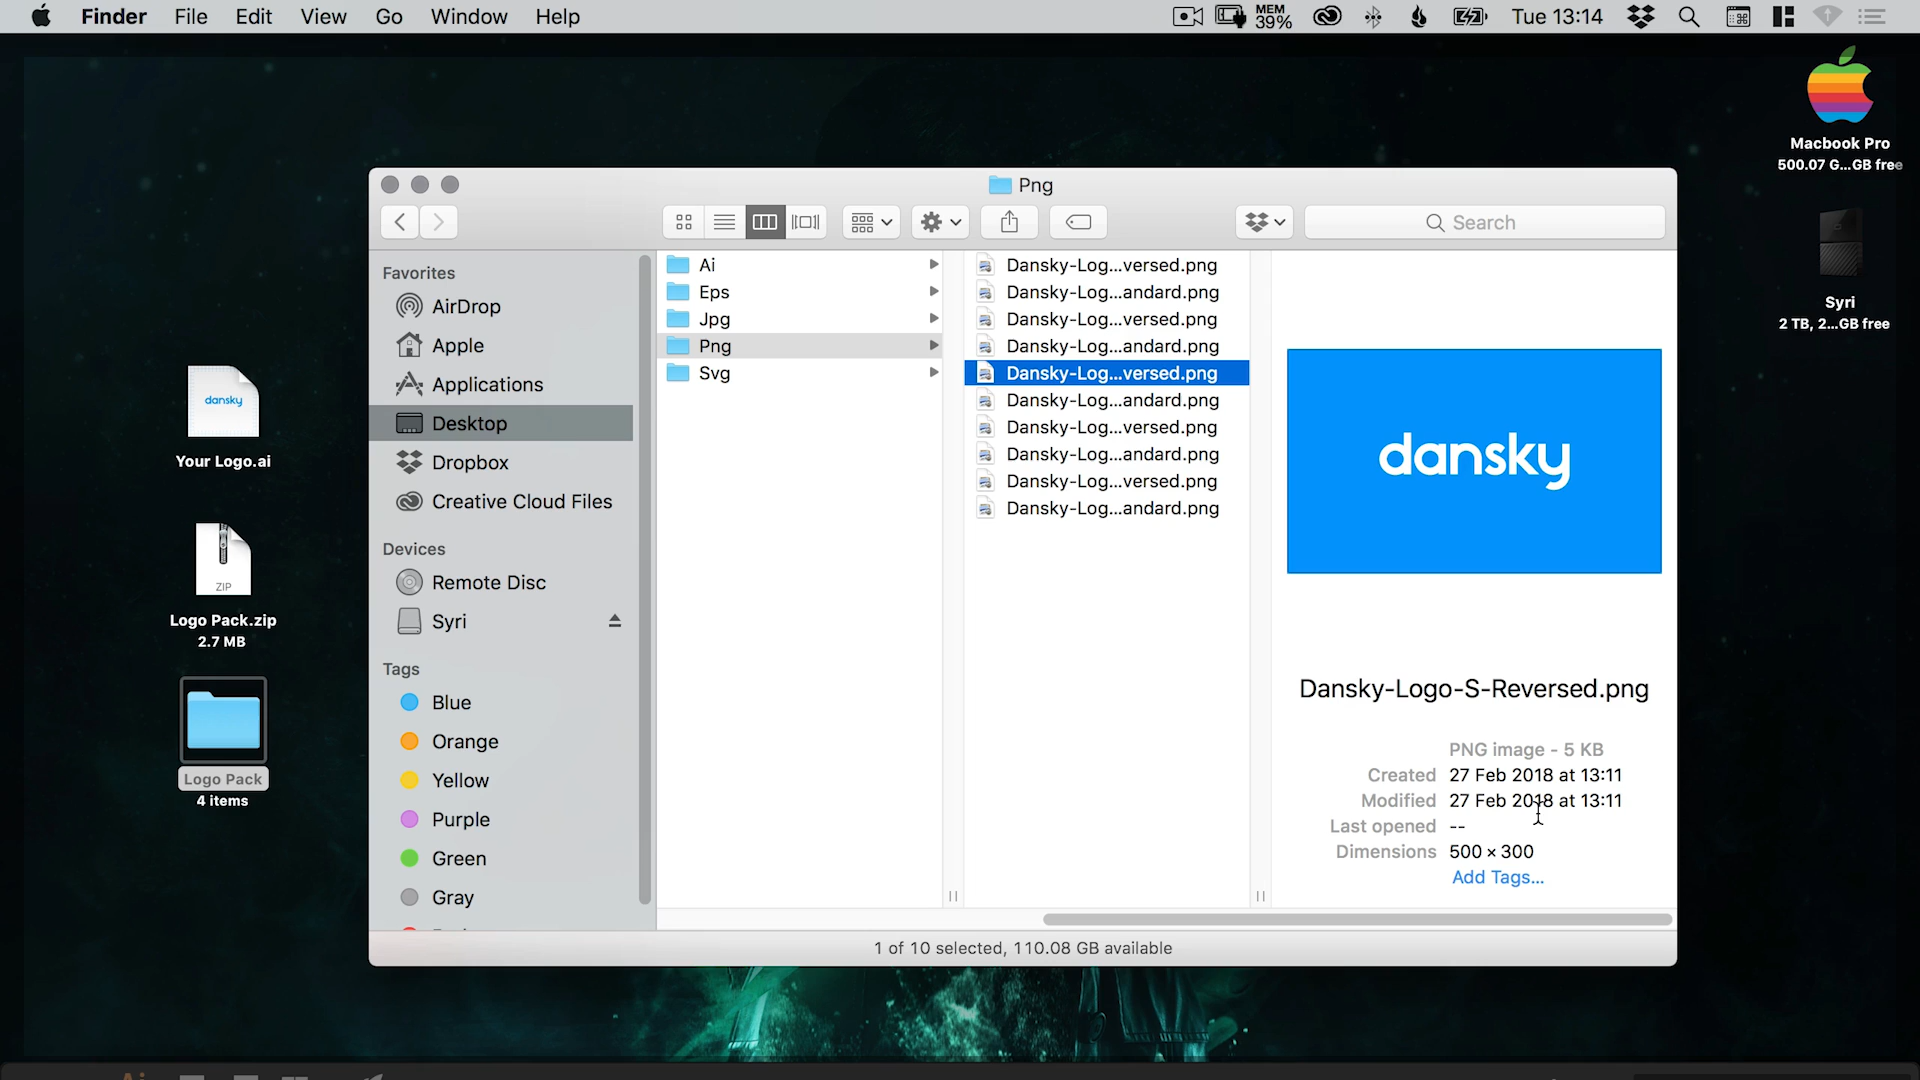 Finder File Edit View Go Window Help
MEM
39%
Tue 13:14
Macbook Pro
500.07 G...GB free
Syri
2 TB, 2...GB free
dansky
Your Logo.ai
ZIP
Logo Pack.zip
2.7 MB
Logo Pack
4 items
Png
Search
Favorites
AirDrop
Apple
Applications
Desktop
Dropbox
Creative Cloud Files
Devices
Remote Disc
Syri
Tags
Blue
Orange
Yellow
Purple
Green
Gray
Ai
Eps
Jpg
Png
Svg
Dansky-Log...versed.png
Dansky-Log...andard.png
Dansky-Log...versed.png
Dansky-Log...andard.png
Dansky-Log...versed.png
Dansky-Log...andard.png
Dansky-Log...versed.png
Dansky-Log...andard.png
Dansky-Log...versed.png
Dansky-Log...andard.png
dansky
Dansky-Logo-S-Reversed.png
PNG image - 5 KB
Created 27 Feb 2018 at 13:11
Modified 27 Feb 2018 at 13:11
Last opened --
Dimensions 500 × 300
Add Tags...
1 of 10 selected, 110.08 GB available